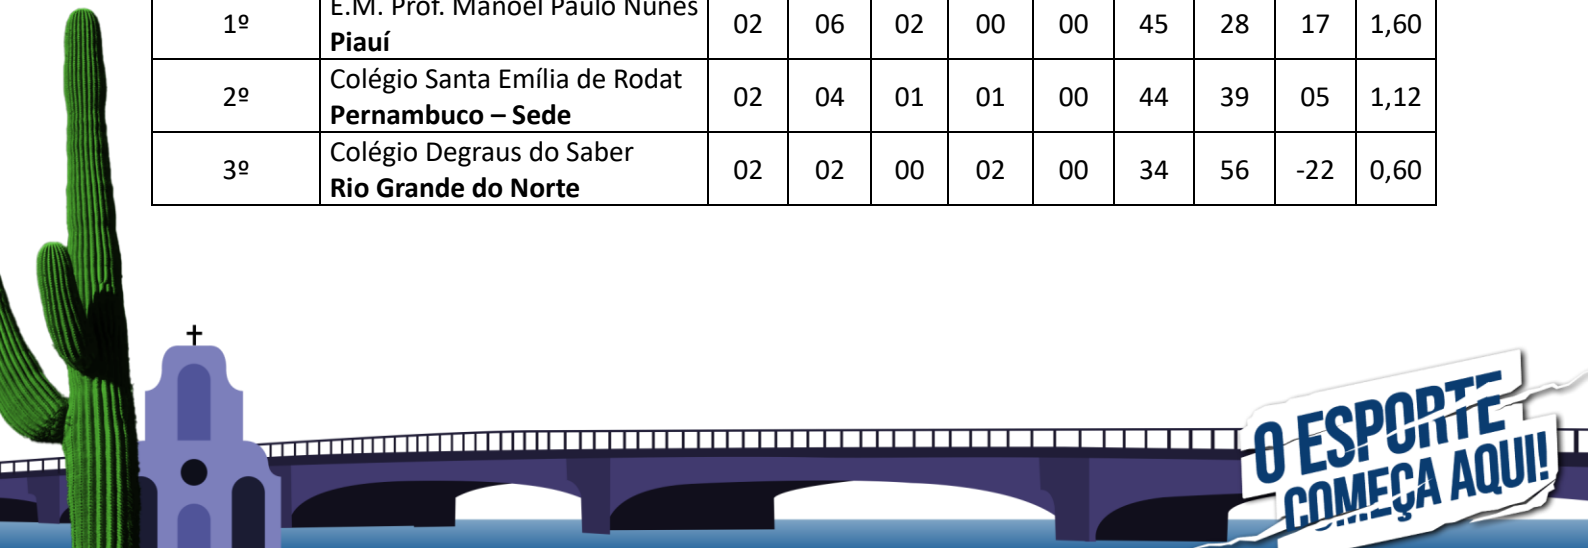 E.M. Prof. Manoel Paulo Nunes
1º 02 06 02 00 00 45 28 17 1,60
Piauí
Colégio Santa Emília de Rodat
2º 02 04 01 01 00 44 39 05 1,12
Pernambuco – Sede
Colégio Degraus do Saber
3º 02 02 00 02 00 34 56 -22 0,60
Rio Grande do Norte
O ESPORTE
COMEÇA AQUI!